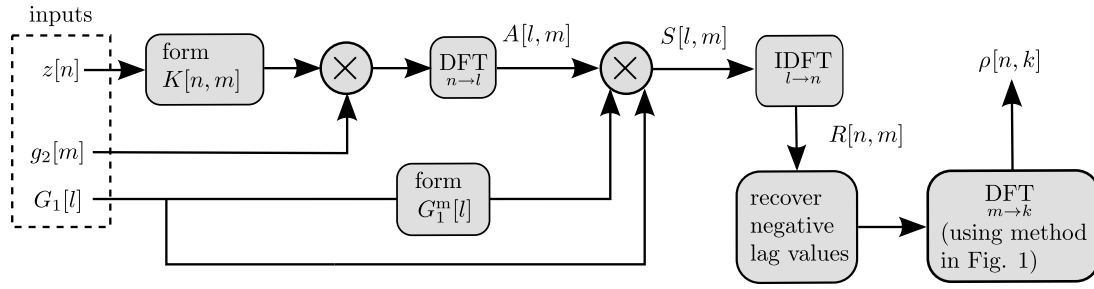 inputs
z[n]
g₂[m]
G₁[l]
form
K[n, m]
×
DFT
n→l
A[l, m]
form
G₁ᵐ[l]
×
S[l, m]
IDFT
l→n
R[n, m]
recover
negative
lag values
DFT
m→k
(using method
in Fig. 1)
ρ[n, k]